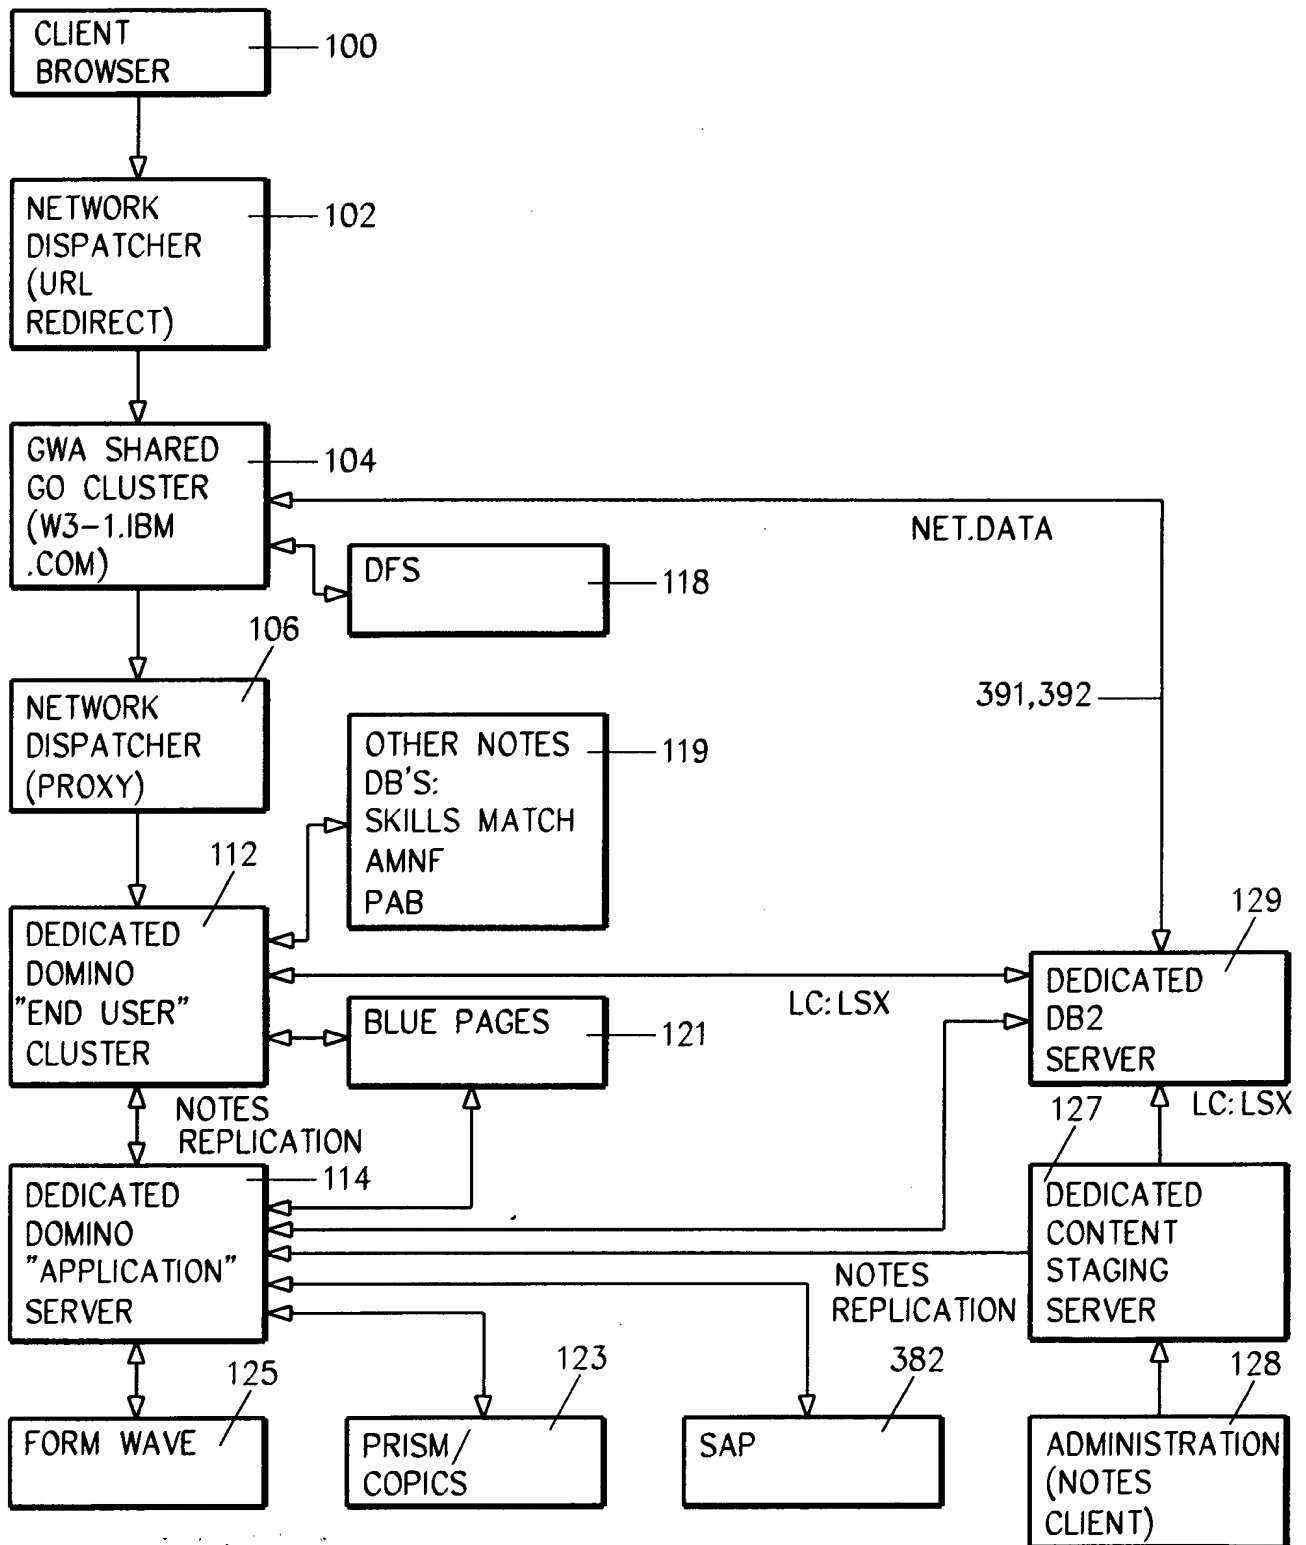 CLIENT
BROWSER
100
NETWORK
DISPATCHER
(URL
REDIRECT)
102
GWA SHARED
GO CLUSTER
(W3-1.IBM
.COM)
104
NET.DATA
DFS
118
106
391,392
NETWORK
DISPATCHER
(PROXY)
OTHER NOTES
DB'S:
SKILLS MATCH
AMNF
PAB
119
112
129
DEDICATED
DOMINO
"END USER"
CLUSTER
LC:LSX
DEDICATED
DB2
SERVER
BLUE PAGES
121
NOTES
REPLICATION
127
LC:LSX
114
DEDICATED
DOMINO
"APPLICATION"
SERVER
DEDICATED
CONTENT
STAGING
SERVER
NOTES
REPLICATION
125
123
382
128
FORM WAVE
PRISM/
COPICS
SAP
ADMINISTRATION
(NOTES
CLIENT)